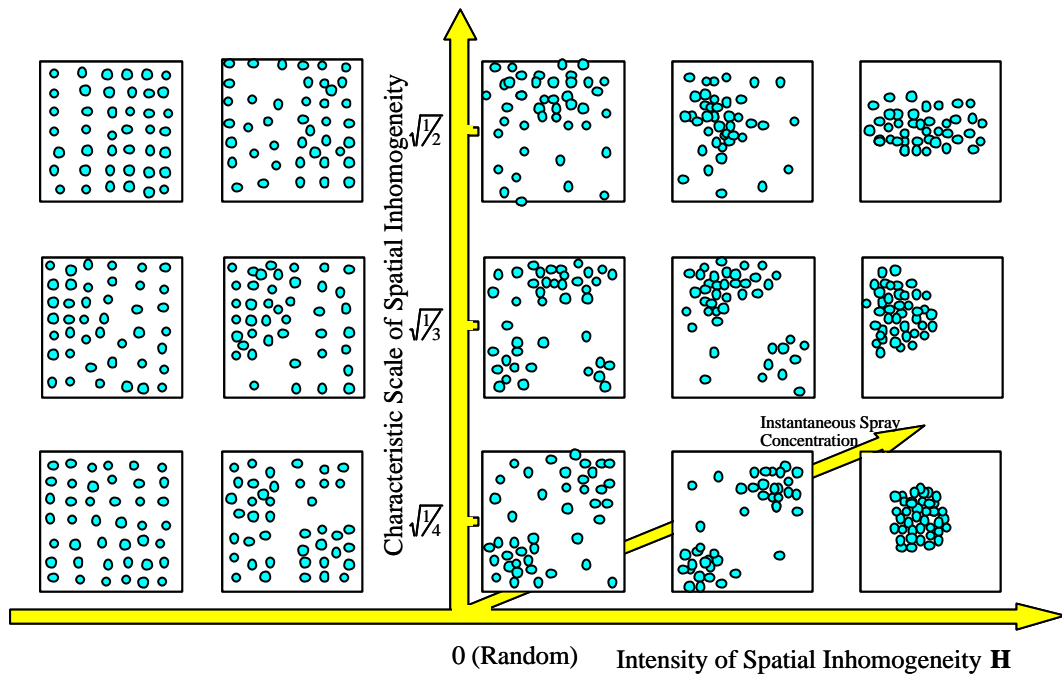 Characteristic Scale of Spatial Inhomogeneity
√1/2
√1/3
Instantaneous Spray
Concentration
√1/4
0 (Random)
Intensity of Spatial Inhomogeneity H